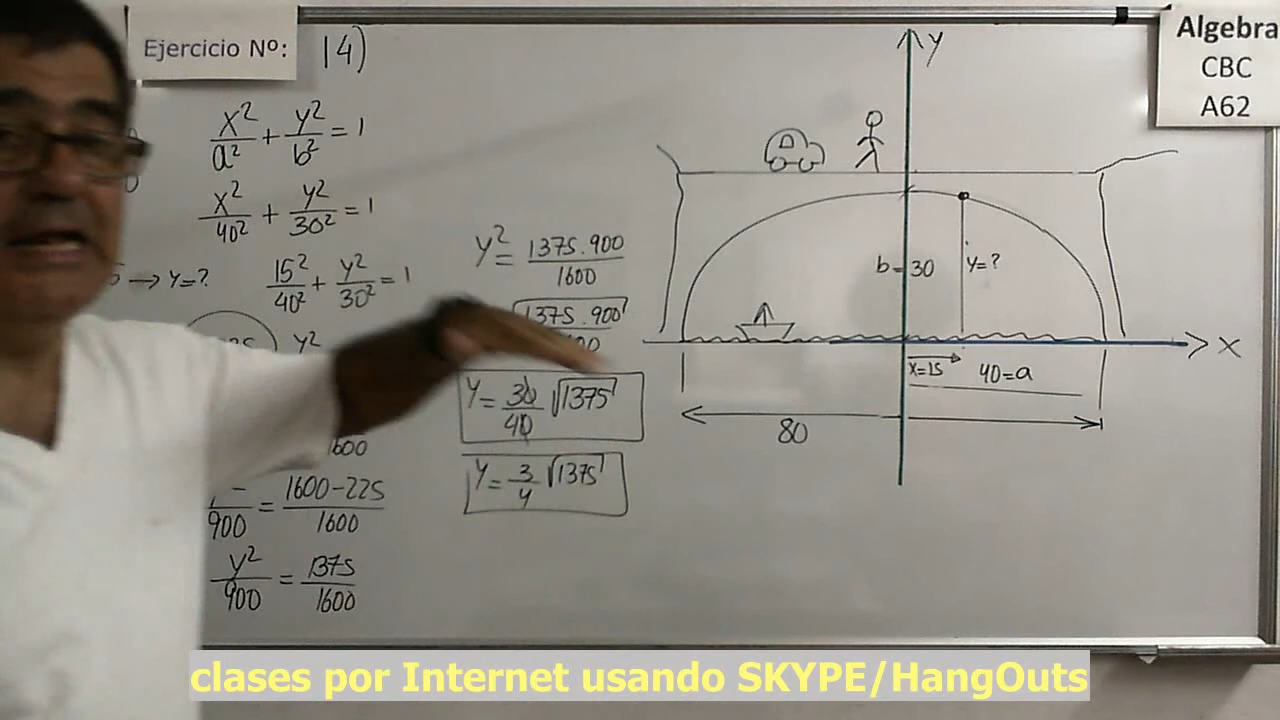 Ejercicio Nº: 14)
Algebra
CBC
A62
x²/a² + y²/b² = 1
x²/40² + y²/30² = 1
→ y=? 15²/40² + y²/30² = 1
y²
1600
900 = 1600-225/1600
y²/900 = 1375/1600
y² = 1375.900/1600
√1375.900
y = 30/40 √1375
y = 3/4 √1375
y
b=30
y=?
x
x=15
40=a
80
clases por Internet usando SKYPE/HangOuts